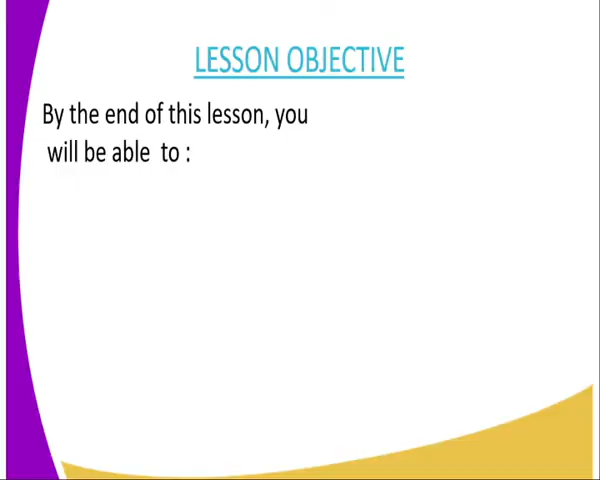 LESSON OBJECTIVE
By the end of this lesson, you
will be able to :